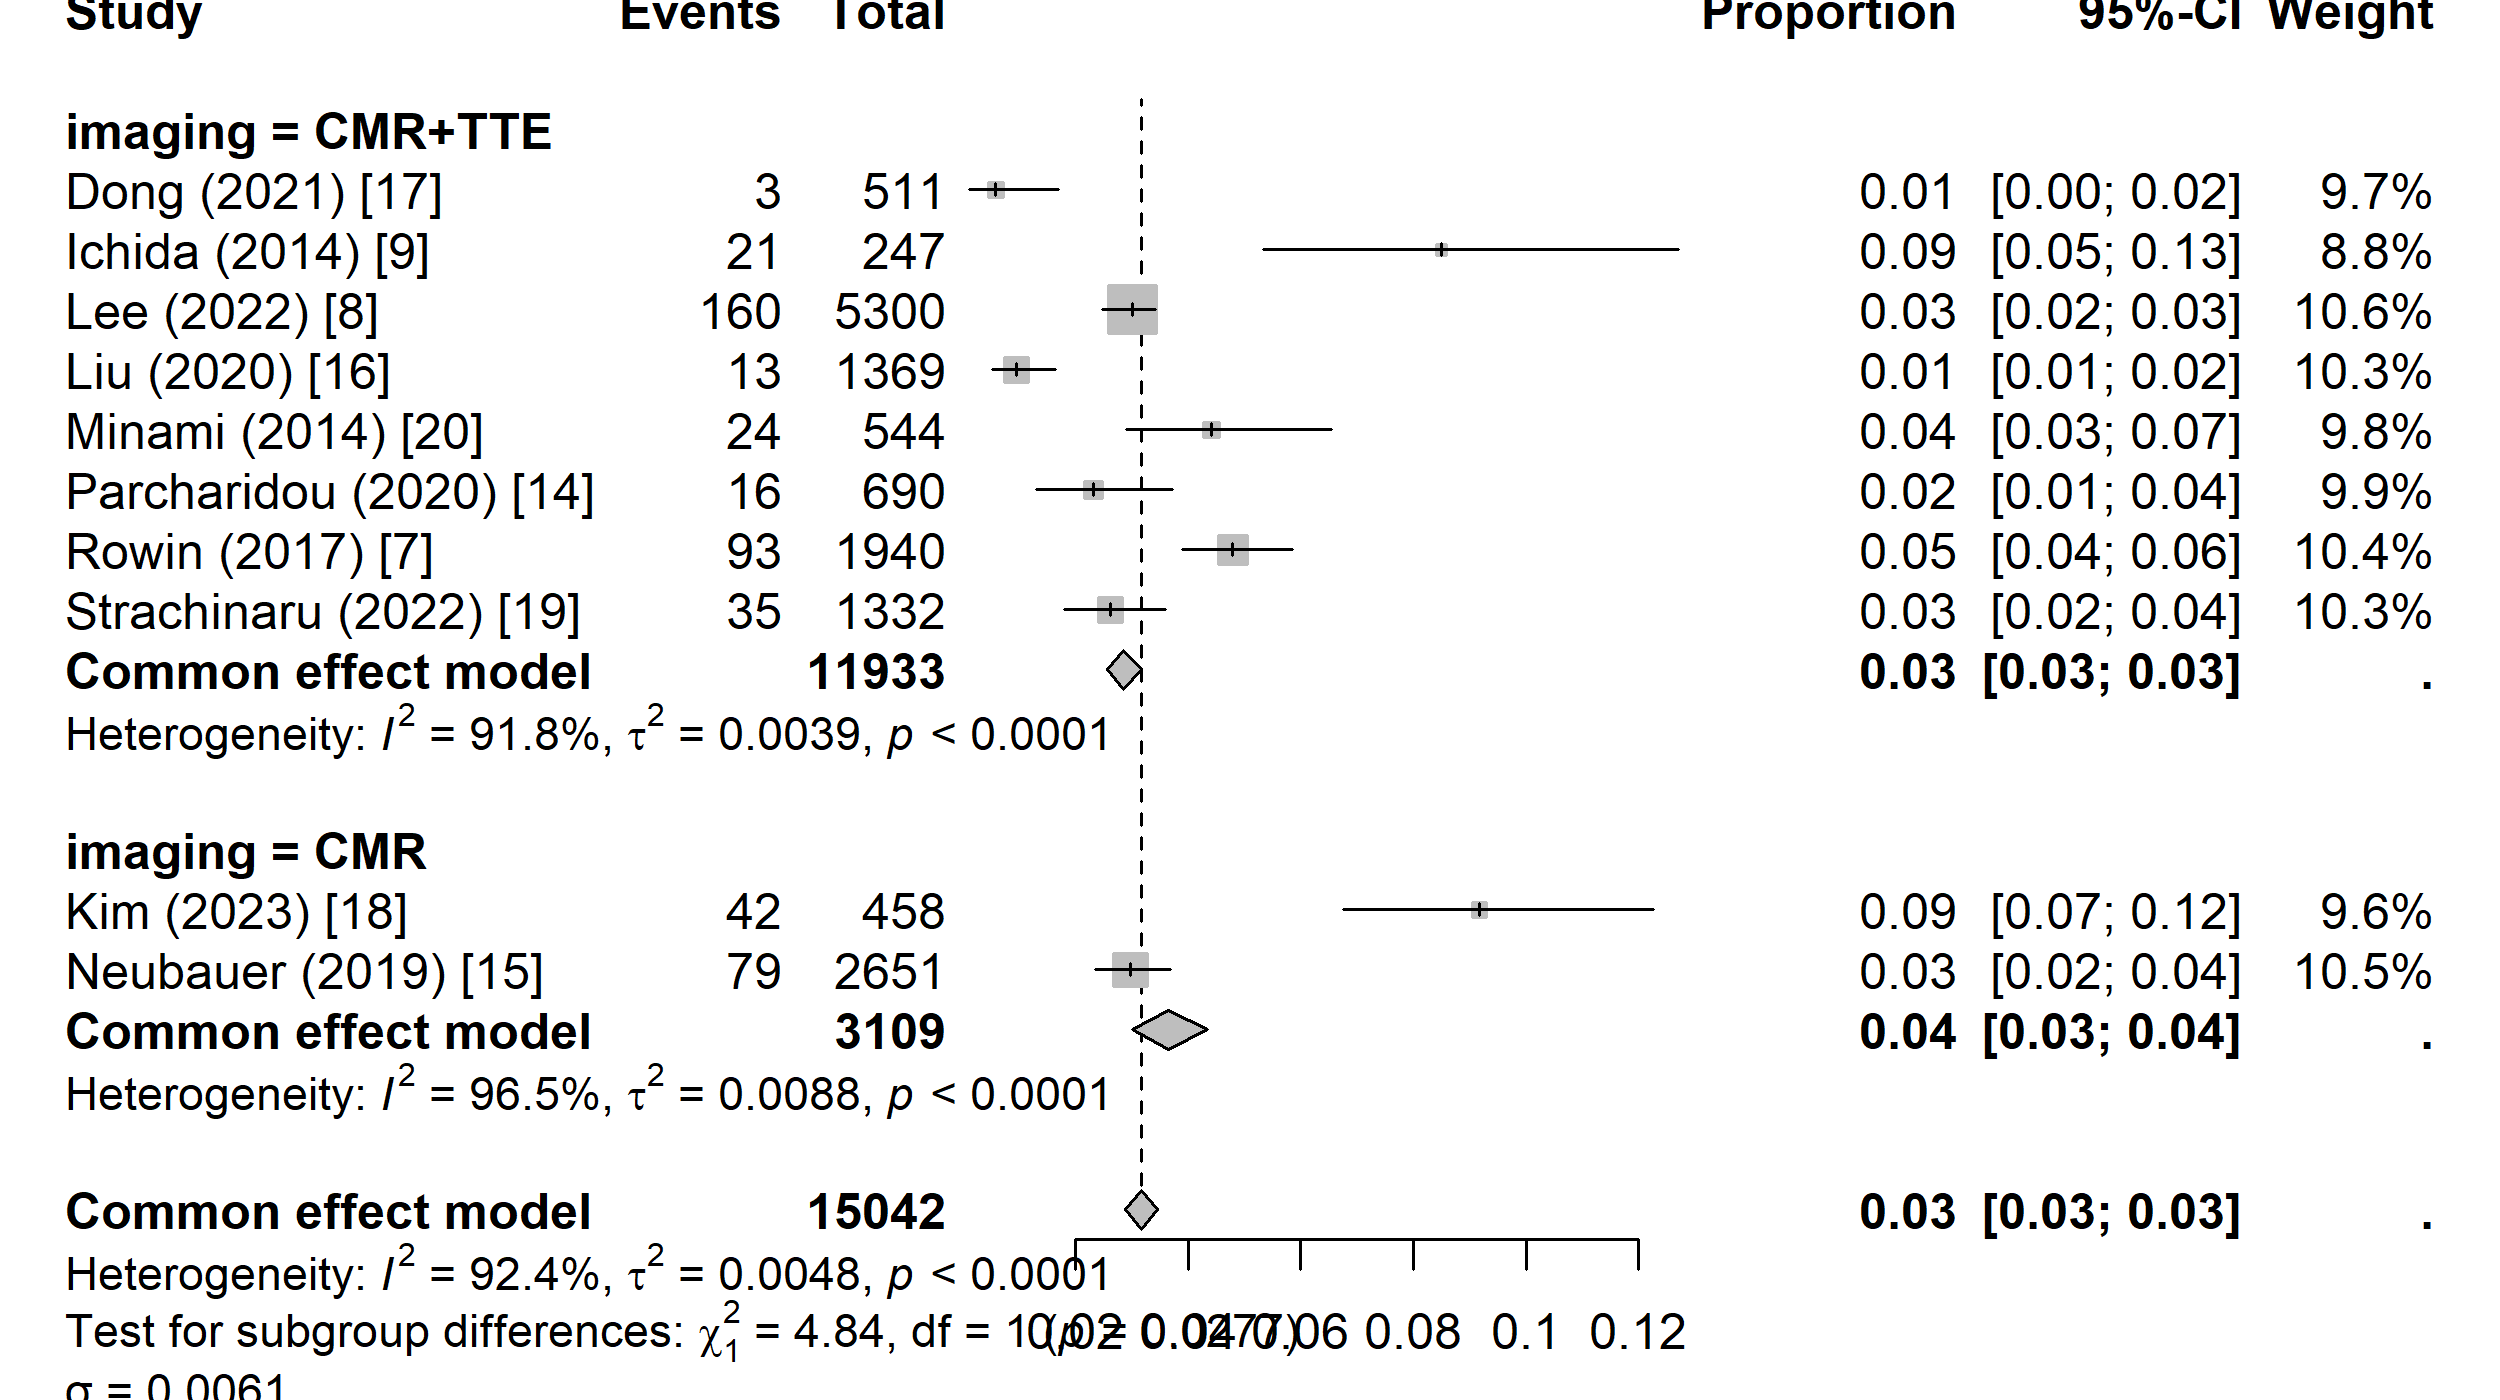 Study Events Total Proportion 95%-CI Weight
imaging = CMR+TTE
Dong (2021) [17] 3 511 0.01 [0.00; 0.02] 9.7%
Ichida (2014) [9] 21 247 0.09 [0.05; 0.13] 8.8%
Lee (2022) [8] 160 5300 0.03 [0.02; 0.03] 10.6%
Liu (2020) [16] 13 1369 0.01 [0.01; 0.02] 10.3%
Minami (2014) [20] 24 544 0.04 [0.03; 0.07] 9.8%
Parcharidou (2020) [14] 16 690 0.02 [0.01; 0.04] 9.9%
Rowin (2017) [7] 93 1940 0.05 [0.04; 0.06] 10.4%
Strachinaru (2022) [19] 35 1332 0.03 [0.02; 0.04] 10.3%
Common effect model 11933 0.03 [0.03; 0.03] .
Heterogeneity: I² = 91.8%, τ² = 0.0039, p < 0.0001
imaging = CMR
Kim (2023) [18] 42 458 0.09 [0.07; 0.12] 9.6%
Neubauer (2019) [15] 79 2651 0.03 [0.02; 0.04] 10.5%
Common effect model 3109 0.04 [0.03; 0.04] .
Heterogeneity: I² = 96.5%, τ² = 0.0088, p < 0.0001
Common effect model 15042 0.03 [0.03; 0.03] .
Heterogeneity: I² = 92.4%, τ² = 0.0048, p < 0.0001
Test for subgroup differences: χ²₁ = 4.84, df = 1 (p = 0.0277) 0.02 0.04 0.06 0.08 0.1 0.12
σ = 0.0061